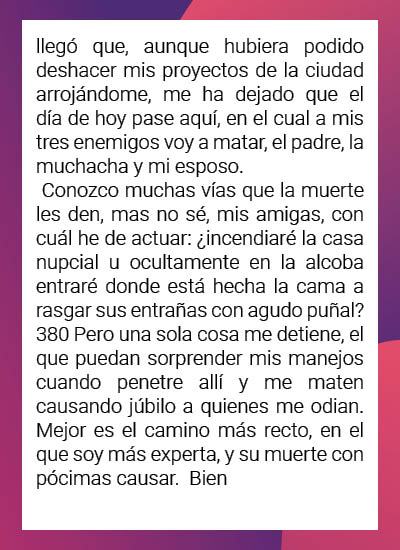 llegó que, aunque hubiera podido
deshacer mis proyectos de la ciudad
arrojándome, me ha dejado que el
día de hoy pase aquí, en el cual a mis
tres enemigos voy a matar, el padre, la
muchacha y mi esposo.
Conozco muchas vías que la muerte
les den, mas no sé, mis amigas, con
cuál he de actuar: ¿incendiaré la casa
nupcial u ocultamente en la alcoba
entraré donde está hecha la cama a
rasgar sus entrañas con agudo puñal?
380 Pero una sola cosa me detiene, el
que puedan sorprender mis manejos
cuando penetre allí y me maten
causando júbilo a quienes me odian.
Mejor es el camino más recto, en el
que soy más experta, y su muerte con
pócimas causar. Bien